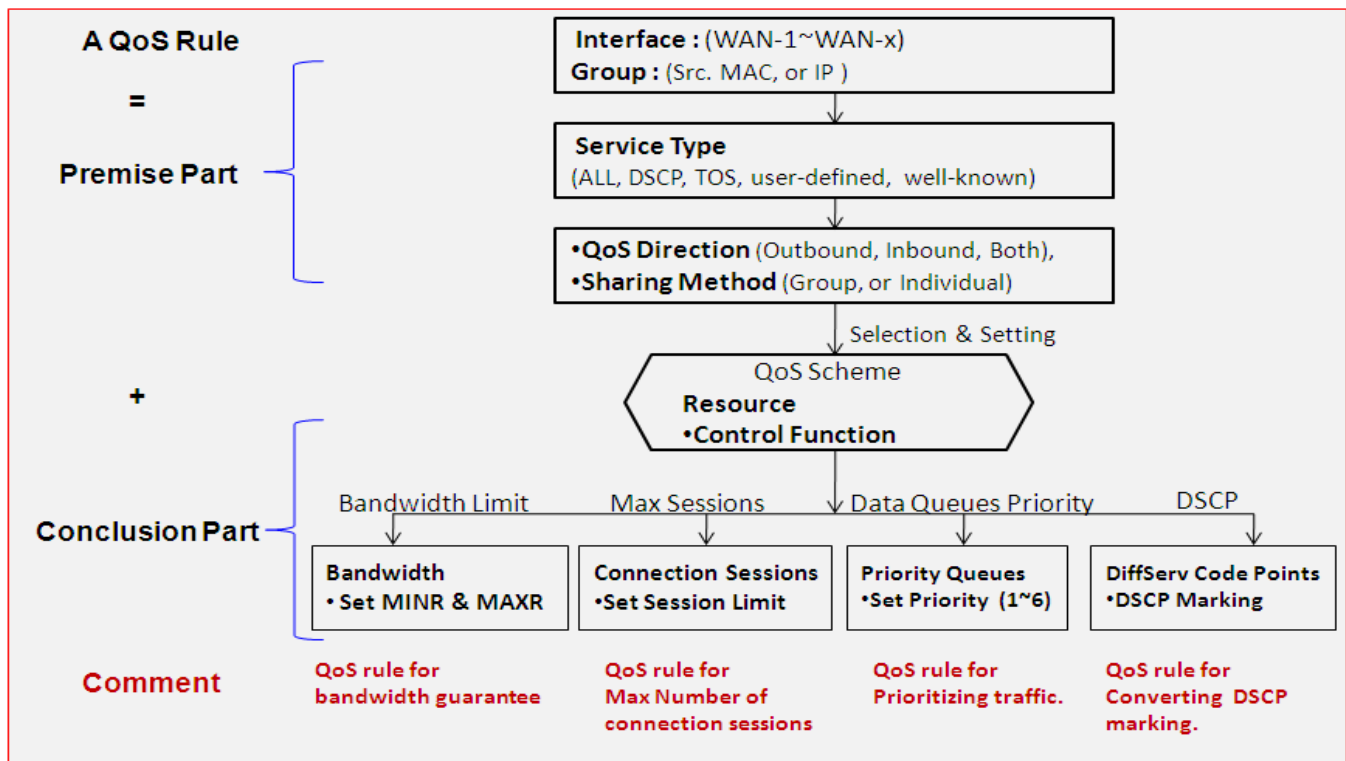 A QoS Rule
=
Premise Part
+
Conclusion Part
Comment
Interface : (WAN-1~WAN-x)
Group : (Src. MAC, or IP )
Service Type
(ALL, DSCP, TOS, user-defined, well-known)
•QoS Direction (Outbound, Inbound, Both),
•Sharing Method (Group, or Individual)
Selection & Setting
QoS Scheme
Resource
•Control Function
Bandwidth Limit
Max Sessions
Data Queues Priority
DSCP
Bandwidth
• Set MINR & MAXR
Connection Sessions
•Set Session Limit
Priority Queues
•Set Priority (1~6)
DiffServ Code Points
•DSCP Marking
QoS rule for
bandwidth guarantee
QoS rule for
Max Number of
connection sessions
QoS rule for
Prioritizing traffic.
QoS rule for
Converting DSCP
marking.